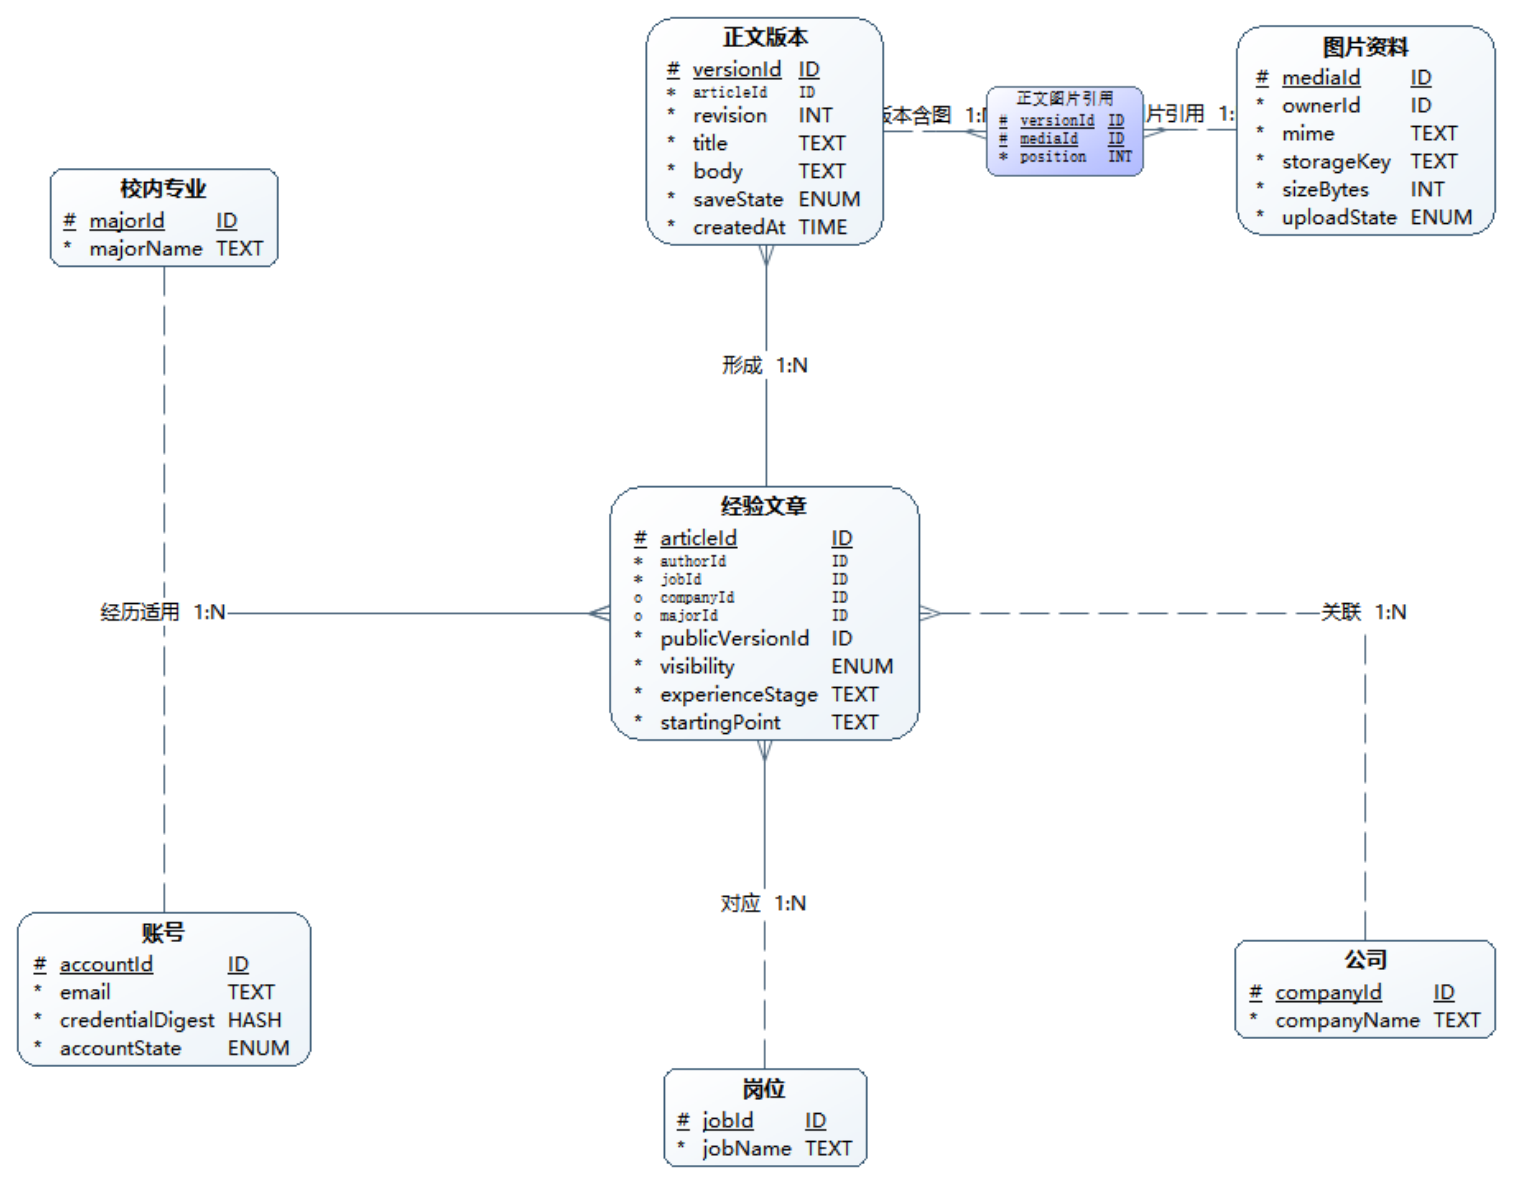 正文版本
# versionId ID
* articleId ID
* revision INT
* title TEXT
* body TEXT
* saveState ENUM
* createdAt TIME
版本含图 1:
正文图片引用
# versionId ID
# mediaId ID
* position INT
片引用 1:
图片资料
# mediaId ID
* ownerId ID
* mime TEXT
* storageKey TEXT
* sizeBytes INT
* uploadState ENUM
校内专业
# majorId ID
* majorName TEXT
形成 1:N
经验文章
# articleId ID
* authorId ID
* jobId ID
o companyId ID
o majorId ID
* publicVersionId ID
* visibility ENUM
* experienceStage TEXT
* startingPoint TEXT
经历适用 1:N
关联 1:N
对应 1:N
账号
# accountId ID
* email TEXT
* credentialDigest HASH
* accountState ENUM
公司
# companyId ID
* companyName TEXT
岗位
# jobId ID
* jobName TEXT